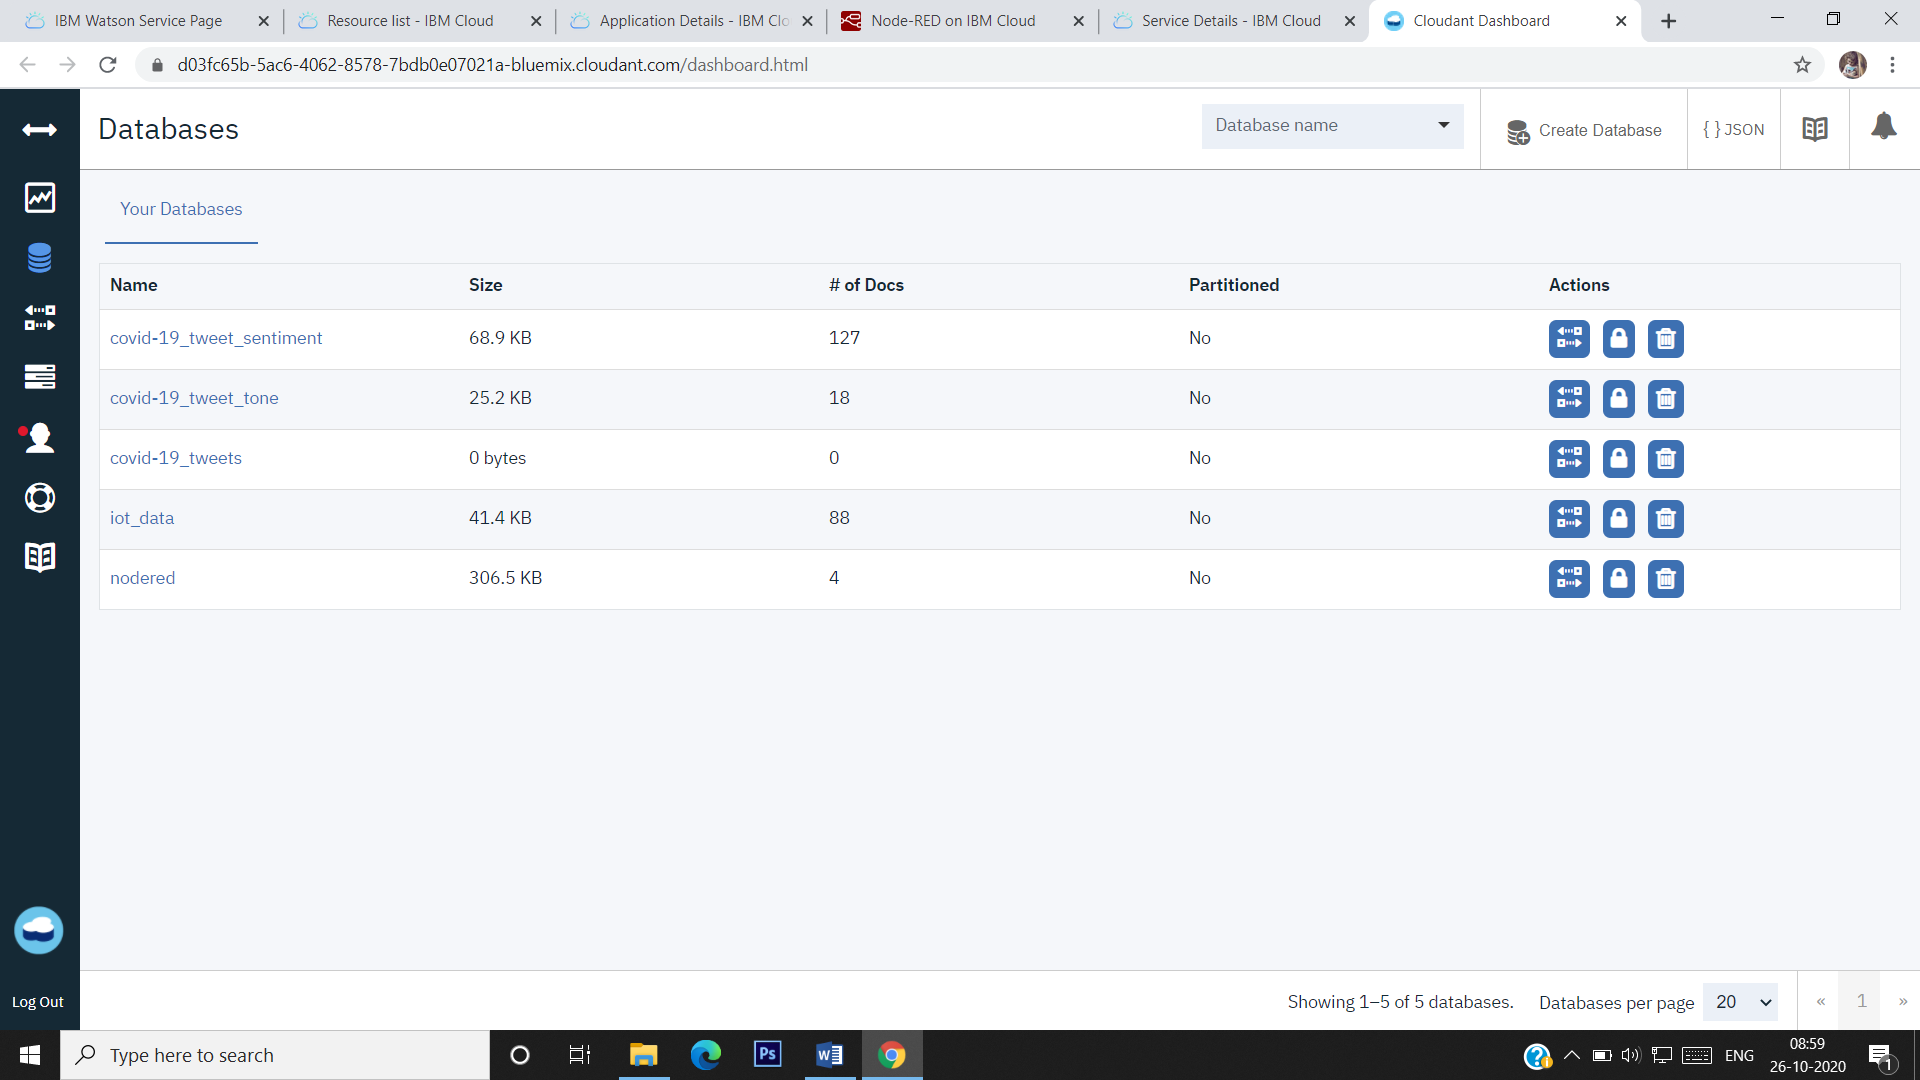 IBM Watson Service Page
Resource list - IBM Cloud
Application Details - IBM Clo
Node-RED on IBM Cloud
Service Details - IBM Cloud
Cloudant Dashboard
d03fc65b-5ac6-4062-8578-7bdb0e07021a-bluemix.cloudant.com/dashboard.html
Databases
Database name
Create Database
{ } JSON
Your Databases
Name Size # of Docs Partitioned Actions
covid-19_tweet_sentiment 68.9 KB 127 No
covid-19_tweet_tone 25.2 KB 18 No
covid-19_tweets 0 bytes 0 No
iot_data 41.4 KB 88 No
nodered 306.5 KB 4 No
Log Out
Showing 1–5 of 5 databases. Databases per page 20 « 1 »
Type here to search
Ps
W
ENG
08:59
26-10-2020
1